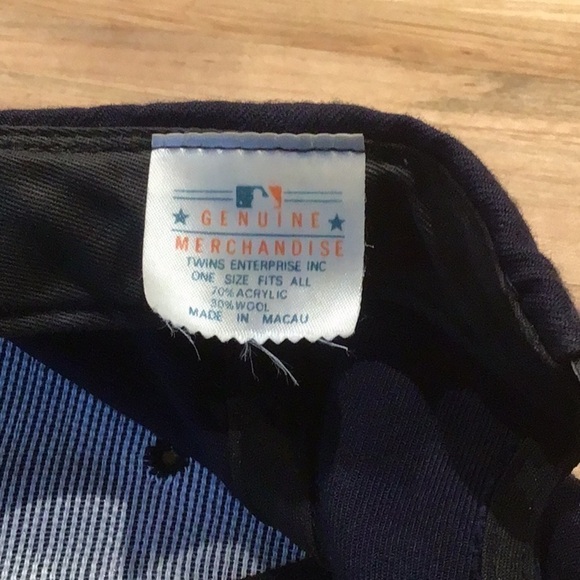 GENUINE
MERCHANDISE
TWINS ENTERPRISE INC
ONE SIZE FITS ALL
70% ACRYLIC
30% WOOL
MADE IN MACAU